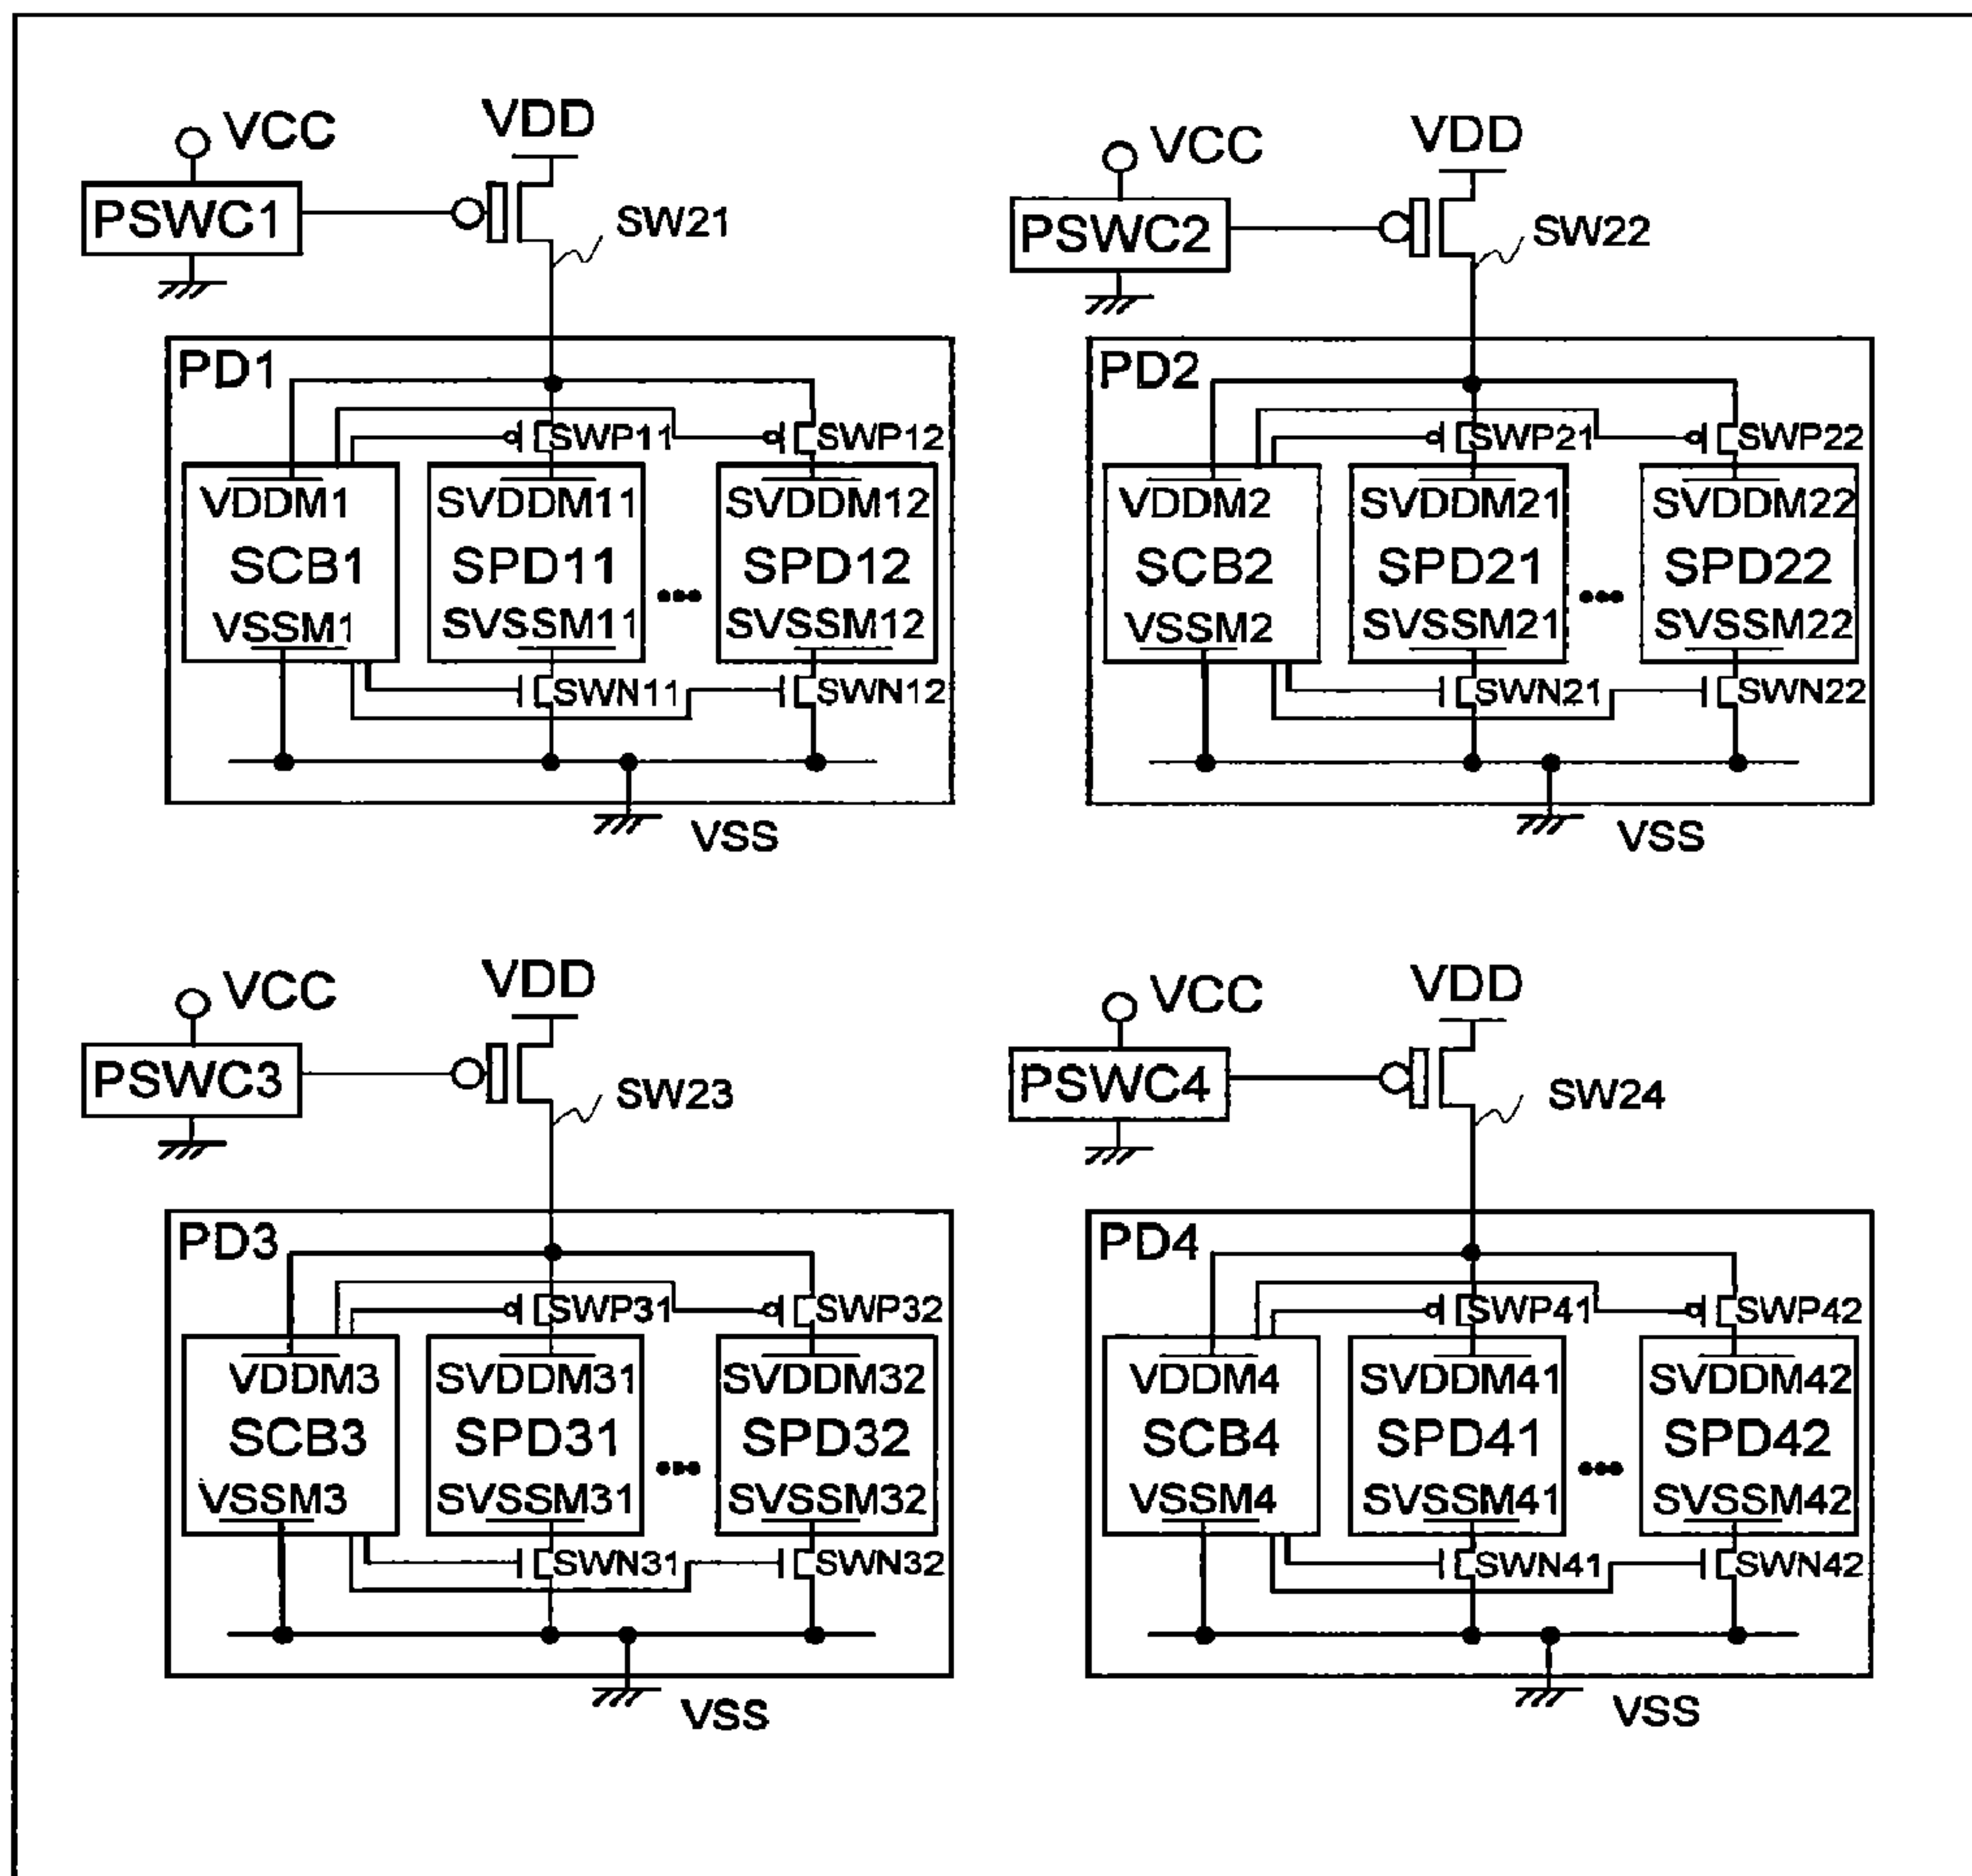 VCC
VDD
PSWC1
SW21
PD1
SWP11
SWP12
VDDM1
SVDDM11
SVDDM12
SCB1
SPD11
SPD12
VSSM1
SVSSM11
SVSSM12
SWN11
SWN12
VSS
VCC
VDD
PSWC2
SW22
PD2
SWP21
SWP22
VDDM2
SVDDM21
SVDDM22
SCB2
SPD21
SPD22
VSSM2
SVSSM21
SVSSM22
SWN21
SWN22
VSS
VCC
VDD
PSWC3
SW23
PD3
SWP31
SWP32
VDDM3
SVDDM31
SVDDM32
SCB3
SPD31
SPD32
VSSM3
SVSSM31
SVSSM32
SWN31
SWN32
VSS
VCC
VDD
PSWC4
SW24
PD4
SWP41
SWP42
VDDM4
SVDDM41
SVDDM42
SCB4
SPD41
SPD42
VSSM4
SVSSM41
SVSSM42
SWN41
SWN42
VSS